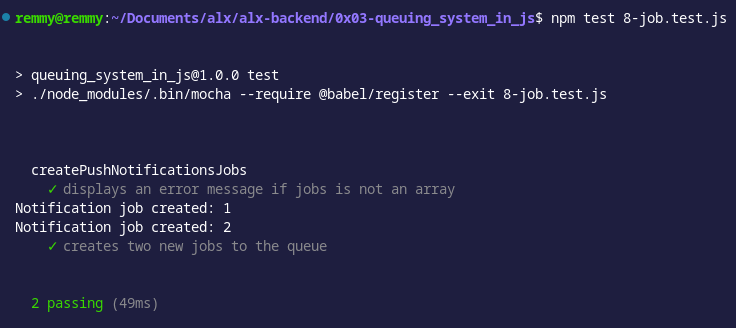 remmy@remmy:~/Documents/alx/alx-backend/0x03-queuing_system_in_js$ npm test 8-job.test.js
> queuing_system_in_js@1.0.0 test
> ./node_modules/.bin/mocha --require @babel/register --exit 8-job.test.js
createPushNotificationsJobs
✓ displays an error message if jobs is not an array
Notification job created: 1
Notification job created: 2
✓ creates two new jobs to the queue
2 passing (49ms)